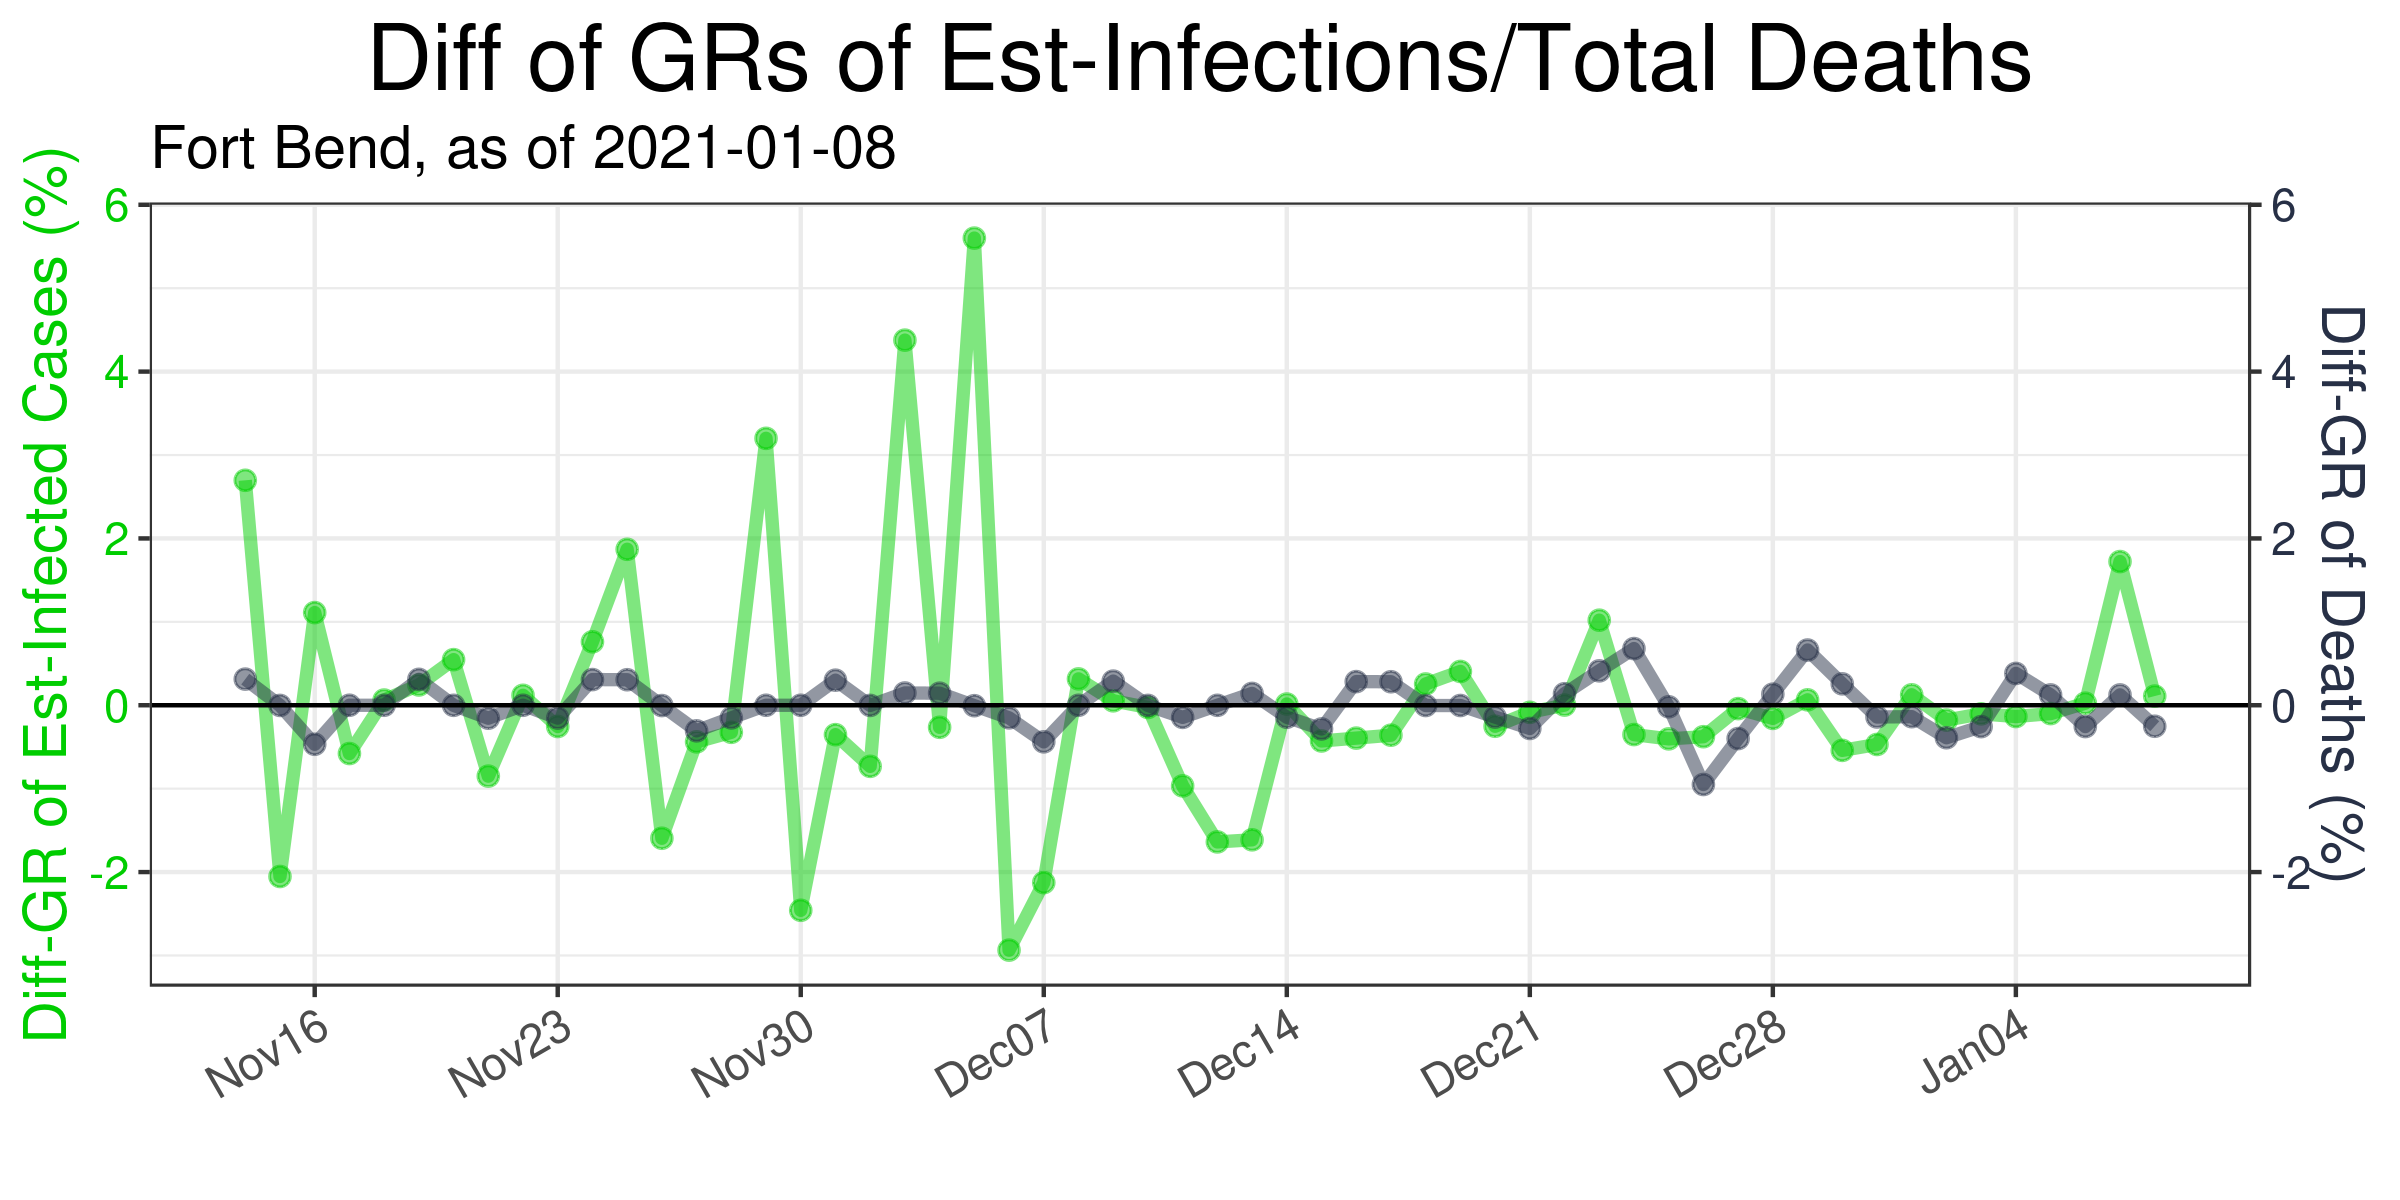 Diff of GRs of Est-Infections/Total Deaths
Fort Bend, as of 2021-01-08
Diff-GR of Est-Infected Cases (%)
6
4
2
0
-2
6
4
2
0
-2
Diff-GR of Deaths (%)
Nov16
Nov23
Nov30
Dec07
Dec14
Dec21
Dec28
Jan04